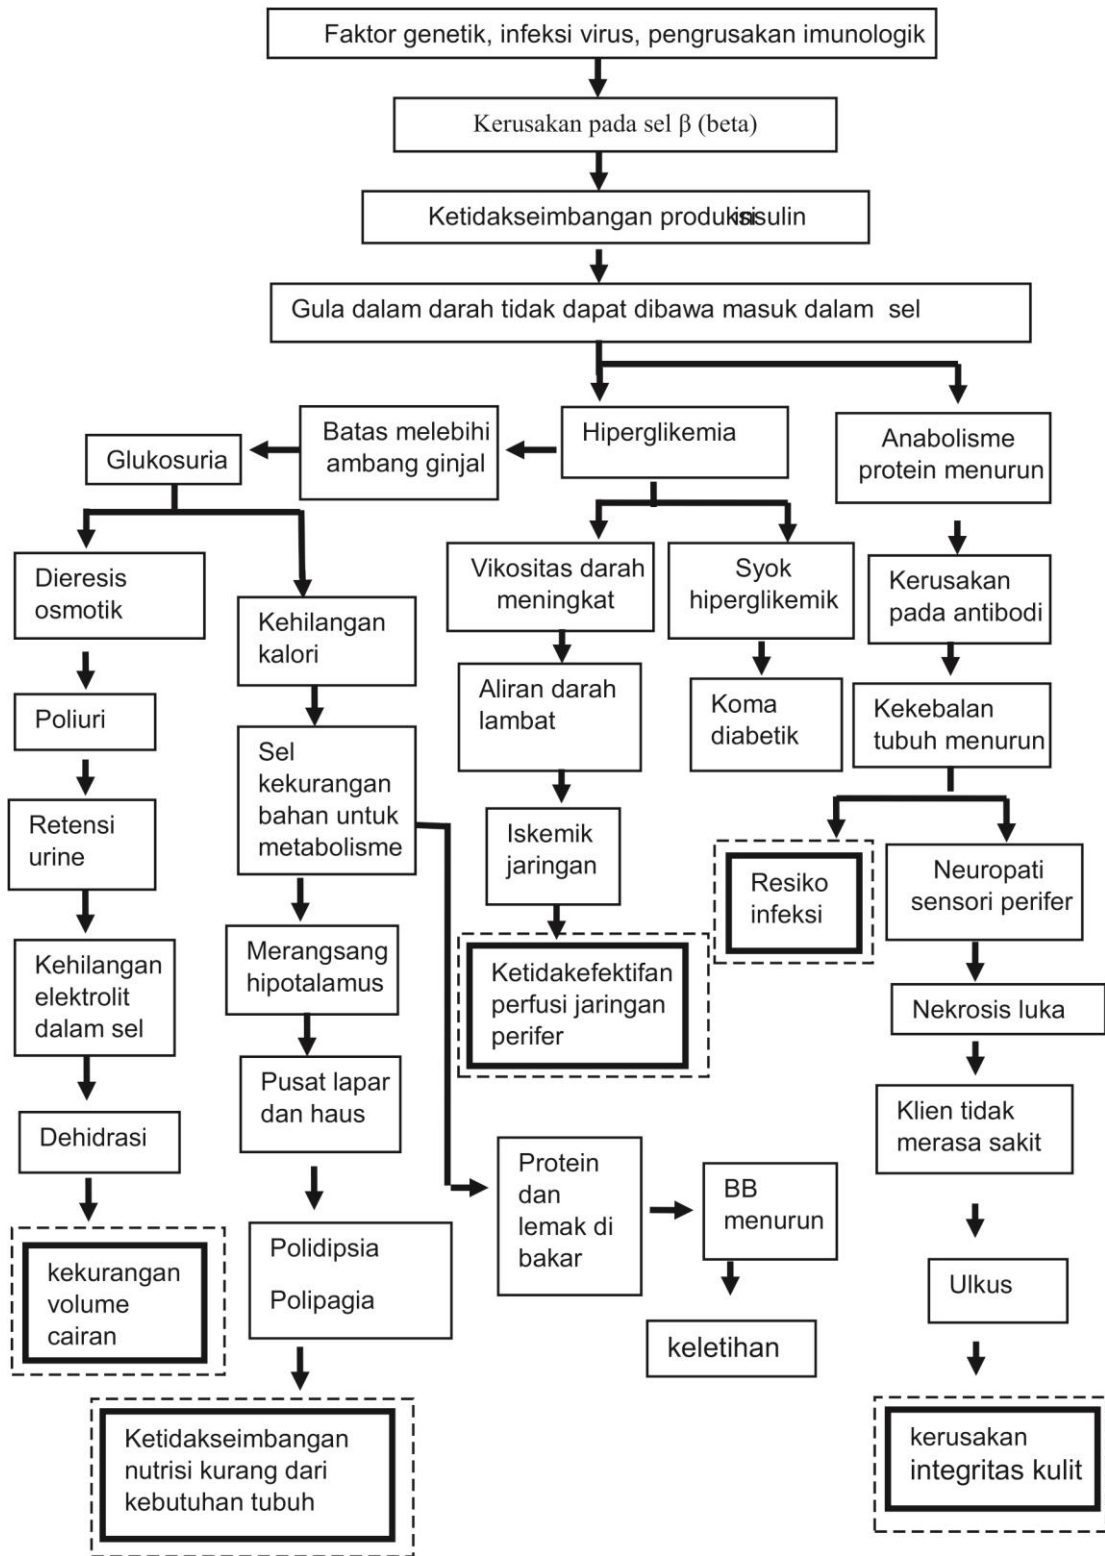 Faktor genetik, infeksi virus, pengrusakan imunologik
Kerusakan pada sel β (beta)
Ketidakseimbangan produksi insulin
Gula dalam darah tidak dapat dibawa masuk dalam sel
Glukosuria
Batas melebihi
ambang ginjal
Hiperglikemia
Anabolisme
protein menurun
Dieresis
osmotik
Kehilangan
kalori
Vikositas darah
meningkat
Syok
hiperglikemik
Kerusakan
pada antibodi
Poliuri
Sel
kekurangan
bahan untuk
metabolisme
Aliran darah
lambat
Koma
diabetik
Kekebalan
tubuh menurun
Retensi
urine
Iskemik
jaringan
Resiko
infeksi
Neuropati
sensori perifer
Kehilangan
elektrolit
dalam sel
Merangsang
hipotalamus
Ketidakefektifan
perfusi jaringan
perifer
Nekrosis luka
Dehidrasi
Pusat lapar
dan haus
Klien tidak
merasa sakit
Protein
dan
lemak di
bakar
BB
menurun
kekurangan
volume
cairan
Polidipsia
Polipagia
keletihan
Ulkus
Ketidakseimbangan
nutrisi kurang dari
kebutuhan tubuh
kerusakan
integritas kulit